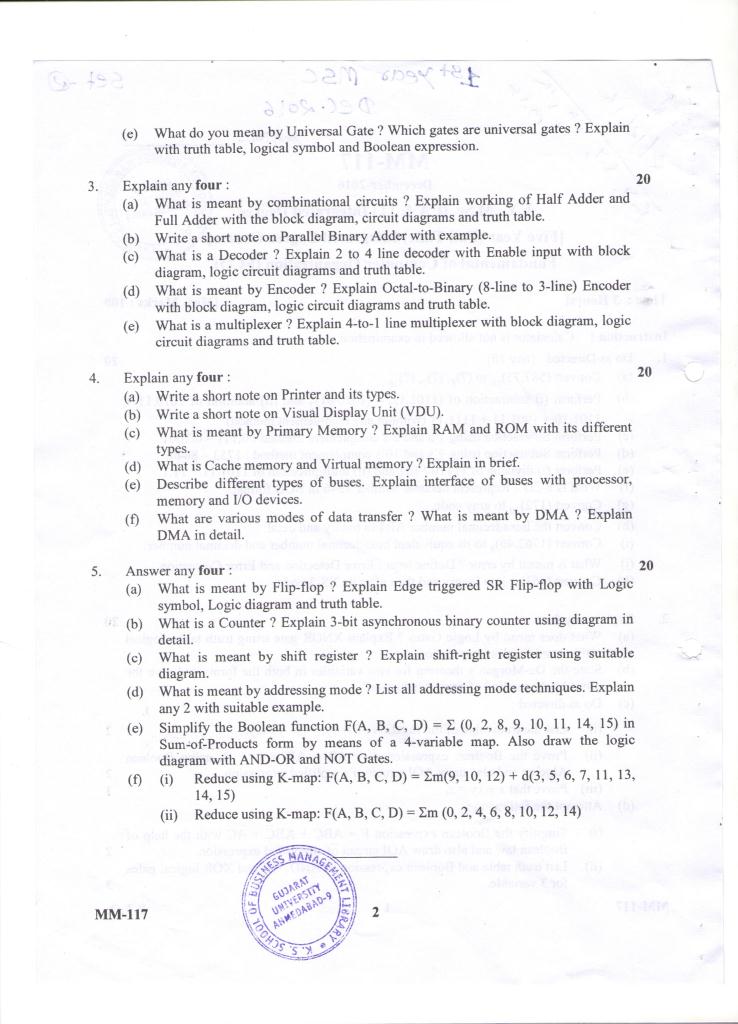 (e) What do you mean by Universal Gate ? Which gates are universal gates ? Explain
with truth table, logical symbol and Boolean expression.
3. Explain any four : 20
(a) What is meant by combinational circuits ? Explain working of Half Adder and
Full Adder with the block diagram, circuit diagrams and truth table.
(b) Write a short note on Parallel Binary Adder with example.
(c) What is a Decoder ? Explain 2 to 4 line decoder with Enable input with block
diagram, logic circuit diagrams and truth table.
(d) What is meant by Encoder ? Explain Octal-to-Binary (8-line to 3-line) Encoder
with block diagram, logic circuit diagrams and truth table.
(e) What is a multiplexer ? Explain 4-to-1 line multiplexer with block diagram, logic
circuit diagrams and truth table.
4. Explain any four : 20
(a) Write a short note on Printer and its types.
(b) Write a short note on Visual Display Unit (VDU).
(c) What is meant by Primary Memory ? Explain RAM and ROM with its different
types.
(d) What is Cache memory and Virtual memory ? Explain in brief.
(e) Describe different types of buses. Explain interface of buses with processor,
memory and I/O devices.
(f) What are various modes of data transfer ? What is meant by DMA ? Explain
DMA in detail.
5. Answer any four : 20
(a) What is meant by Flip-flop ? Explain Edge triggered SR Flip-flop with Logic
symbol, Logic diagram and truth table.
(b) What is a Counter ? Explain 3-bit asynchronous binary counter using diagram in
detail.
(c) What is meant by shift register ? Explain shift-right register using suitable
diagram.
(d) What is meant by addressing mode ? List all addressing mode techniques. Explain
any 2 with suitable example.
(e) Simplify the Boolean function F(A, B, C, D) = Σ (0, 2, 8, 9, 10, 11, 14, 15) in
Sum-of-Products form by means of a 4-variable map. Also draw the logic
diagram with AND-OR and NOT Gates.
(f) (i) Reduce using K-map: F(A, B, C, D) = Σm(9, 10, 12) + d(3, 5, 6, 7, 11, 13,
14, 15)
(ii) Reduce using K-map: F(A, B, C, D) = Σm (0, 2, 4, 6, 8, 10, 12, 14)
K. S. SCHOOL OF BUSINESS MANAGEMENT LIBRARY
GUJARAT
UNIVERSITY
AHMEDABAD-9
MM-117 2